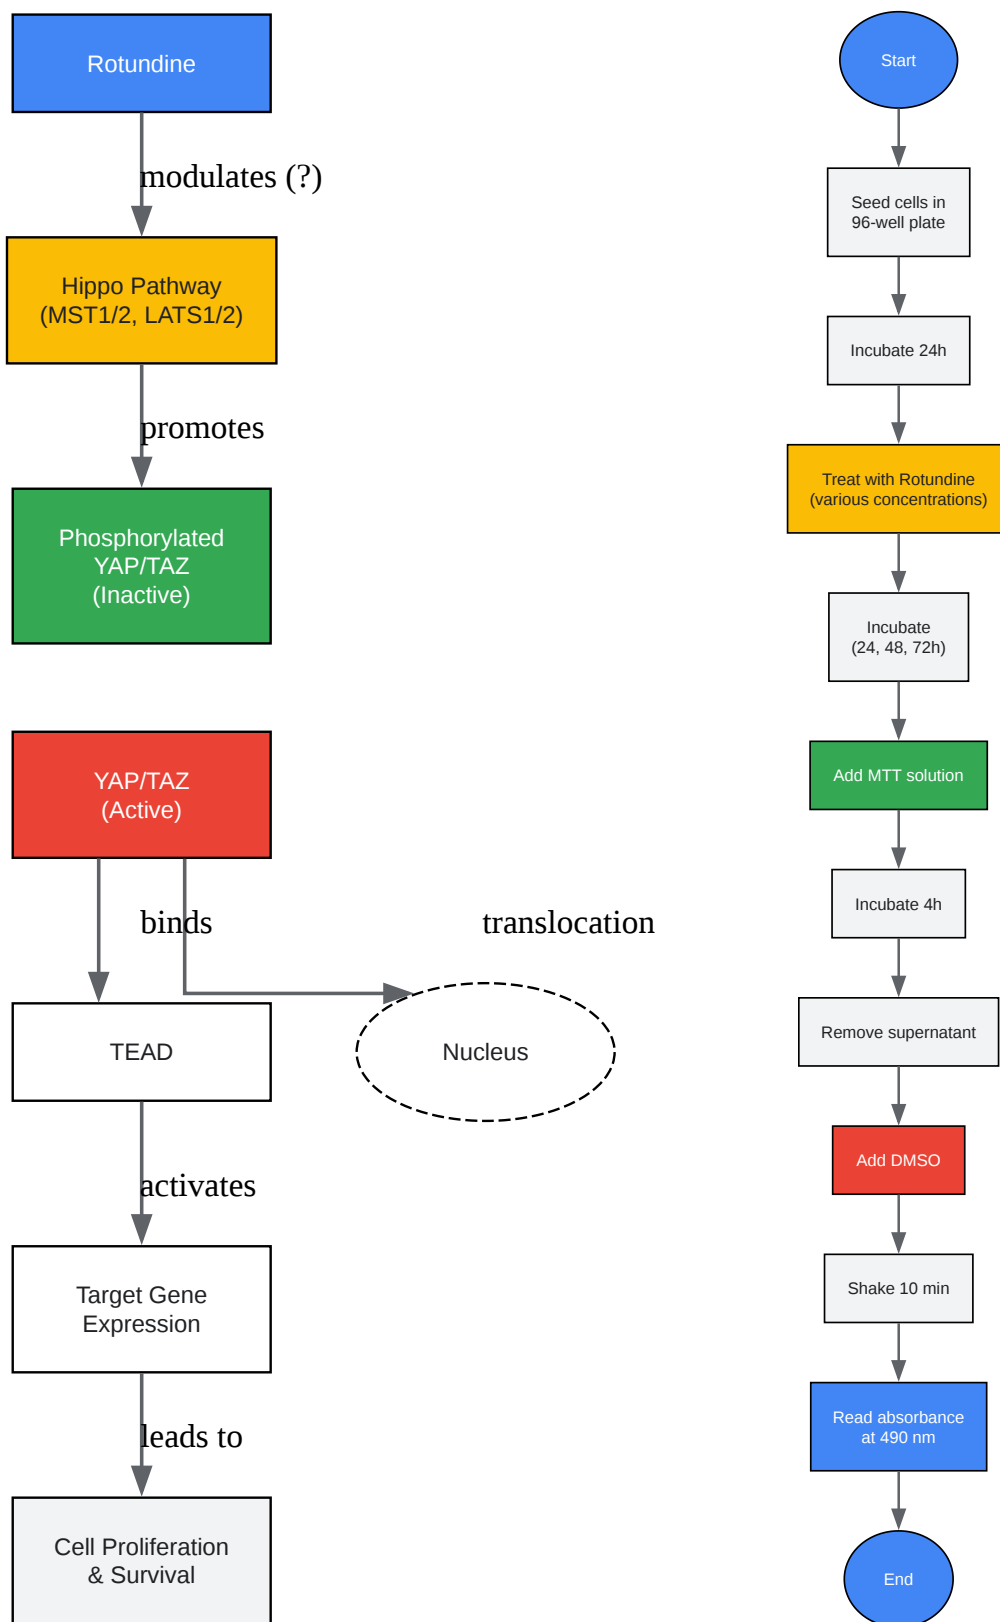 Rotundine
modulates (?)
Hippo Pathway
(MST1/2, LATS1/2)
promotes
Phosphorylated
YAP/TAZ
(Inactive)
YAP/TAZ
(Active)
binds
translocation
TEAD
Nucleus
activates
Target Gene
Expression
leads to
Cell Proliferation
& Survival
Start
Seed cells in
96-well plate
Incubate 24h
Treat with Rotundine
(various concentrations)
Incubate
(24, 48, 72h)
Add MTT solution
Incubate 4h
Remove supernatant
Add DMSO
Shake 10 min
Read absorbance
at 490 nm
End